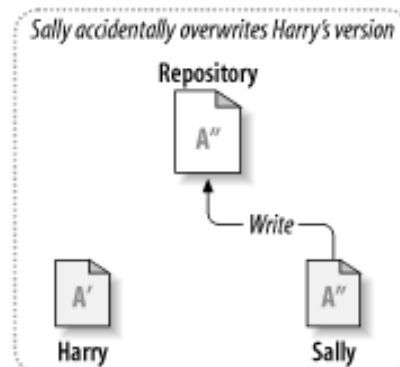 Sally accidentally overwrites Harry's version
Repository
A"
Write
A'
A"
Harry
Sally